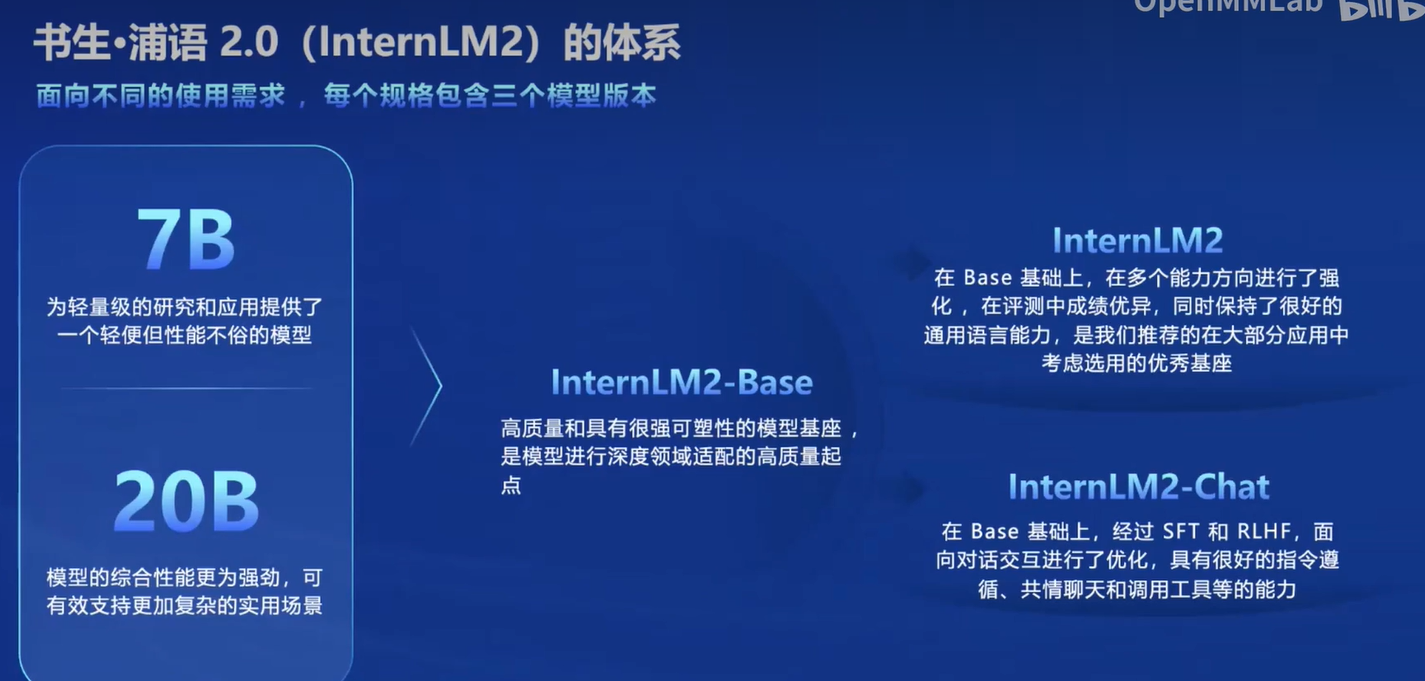 OpenMMLab bilibili
书生·浦语 2.0（InternLM2）的体系
面向不同的使用需求 ，每个规格包含三个模型版本
7B
为轻量级的研究和应用提供了
一个轻便但性能不俗的模型
20B
模型的综合性能更为强劲，可
有效支持更加复杂的实用场景
InternLM2-Base
高质量和具有很强可塑性的模型基座 ，
是模型进行深度领域适配的高质量起
点
InternLM2
在 Base 基础上，在多个能力方向进行了强
化 ，在评测中成绩优异，同时保持了很好的
通用语言能力，是我们推荐的在大部分应用中
考虑选用的优秀基座
InternLM2-Chat
在 Base 基础上，经过 SFT 和 RLHF，面
向对话交互进行了优化，具有很好的指令遵
循、共情聊天和调用工具等的能力